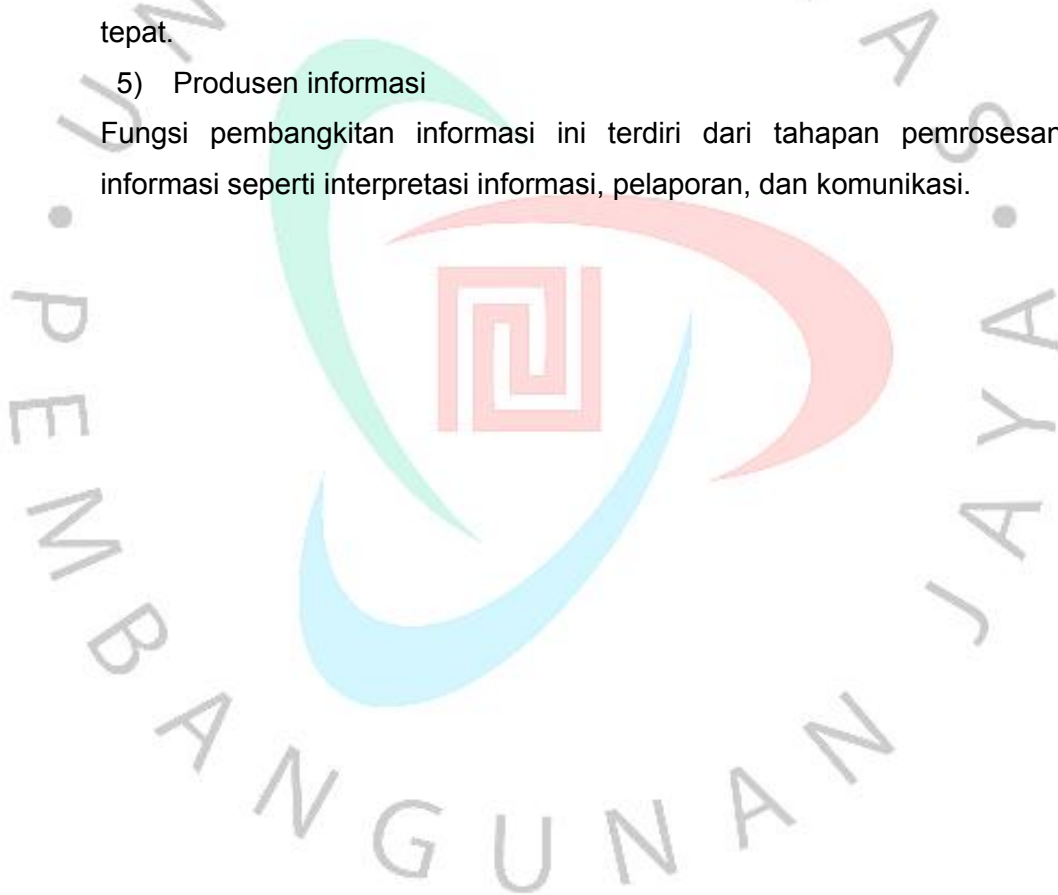 tepat.
5) Produsen informasi
Fungsi pembangkitan informasi ini terdiri dari tahapan pemrosesan
informasi seperti interpretasi informasi, pelaporan, dan komunikasi.
N
AS
• PEMBANGUNAN JAYA •